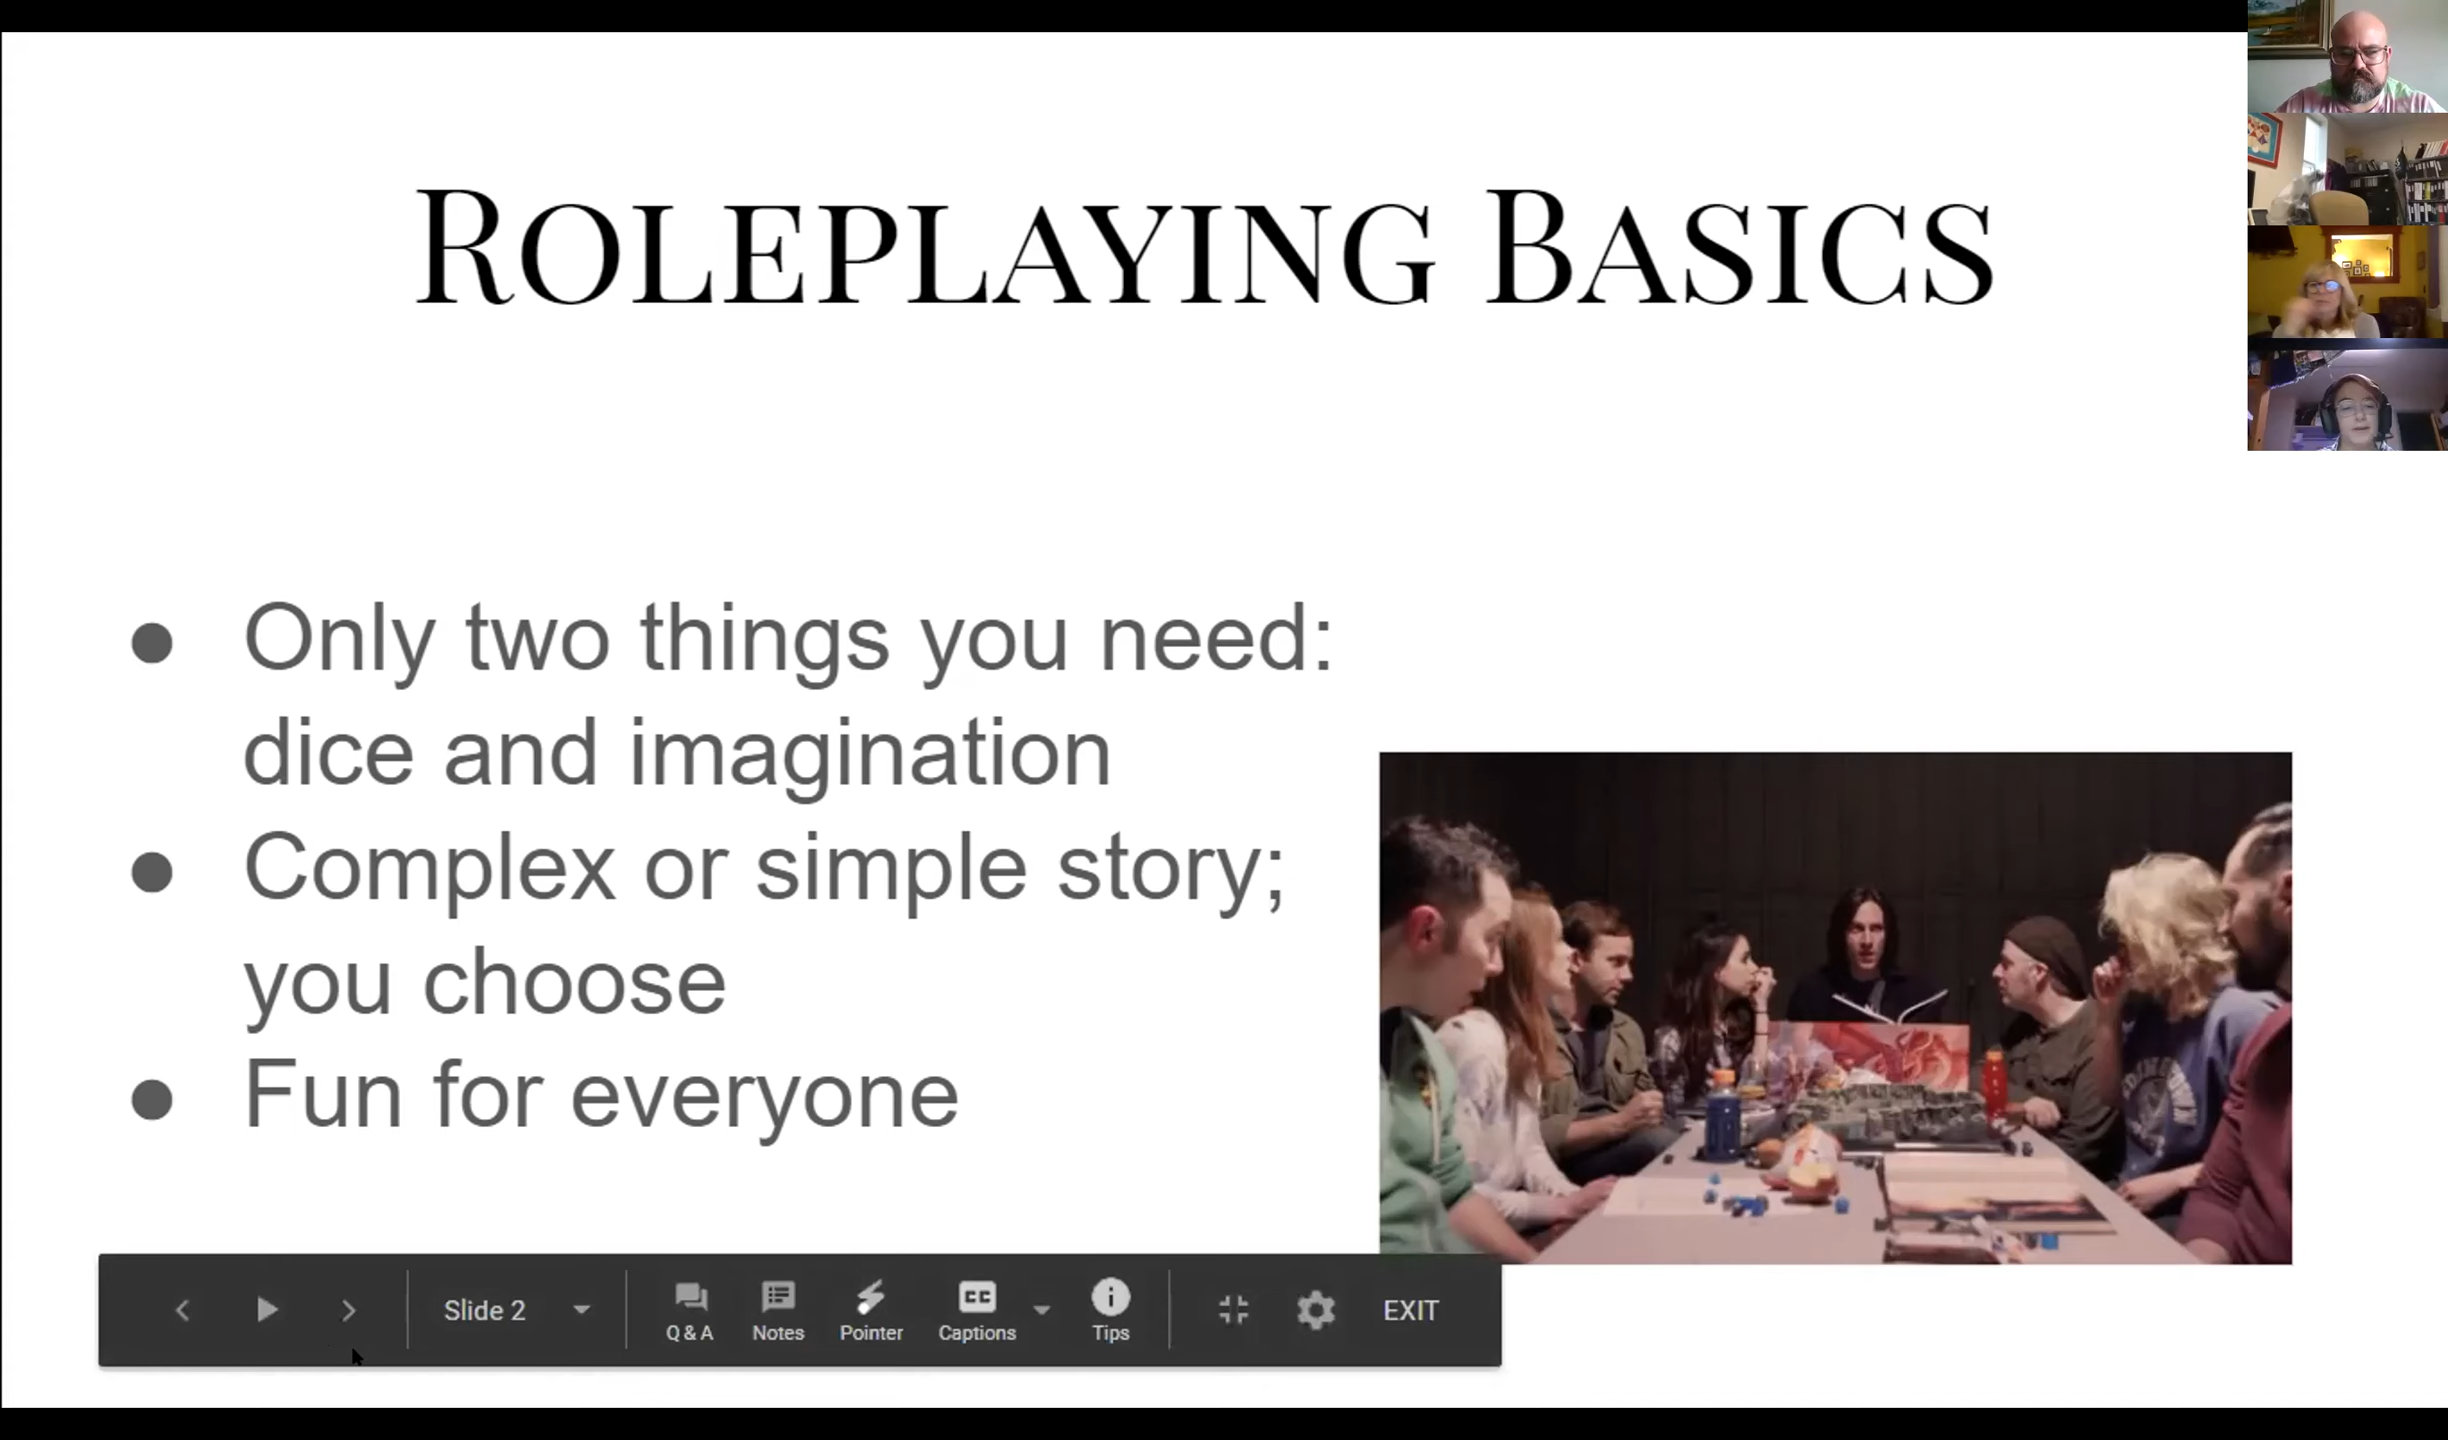 ROLEPLAYING BASICS
● Only two things you need:
dice and imagination
● Complex or simple story;
you choose
● Fun for everyone
Slide 2
Q & A
Notes
Pointer
CC
Captions
Tips
EXIT